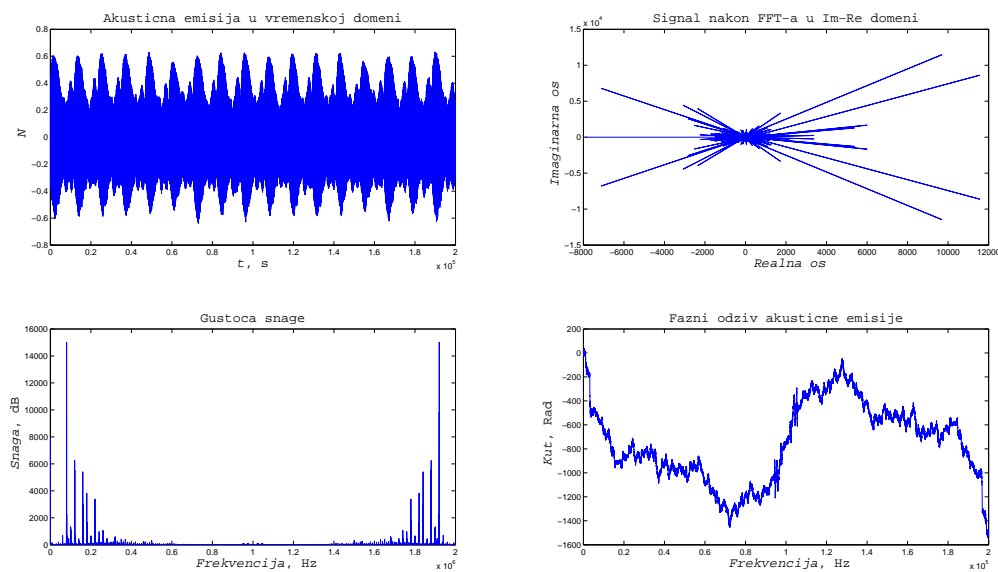 Akusticna emisija u vremenskoj domeni
0.8
0.6
0.4
0.2
0
−0.2
−0.4
−0.6
−0.8
N
0 0.2 0.4 0.6 0.8 1 1.2 1.4 1.6 1.8 2
x 10^5
t, s
Signal nakon FFT-a u Im-Re domeni
x 10^4
1.5
1
0.5
0
−0.5
−1
1.5
Imaginarna os
−8000 −6000 −4000 −2000 0 2000 4000 6000 8000 10000 12000
Realna os
Gustoca snage
16000
14000
12000
10000
8000
6000
4000
2000
0
Snaga, dB
0 0.2 0.4 0.6 0.8 1 1.2 1.4 1.6 1.8 2
x 10^6
Frekvencija, Hz
Fazni odziv akusticne emisije
200
0
−200
−400
−600
−800
−1000
−1200
−1400
−1600
Kut, Rad
0 0.2 0.4 0.6 0.8 1 1.2 1.4 1.6 1.8 2
x 10^5
Frekvencija, Hz